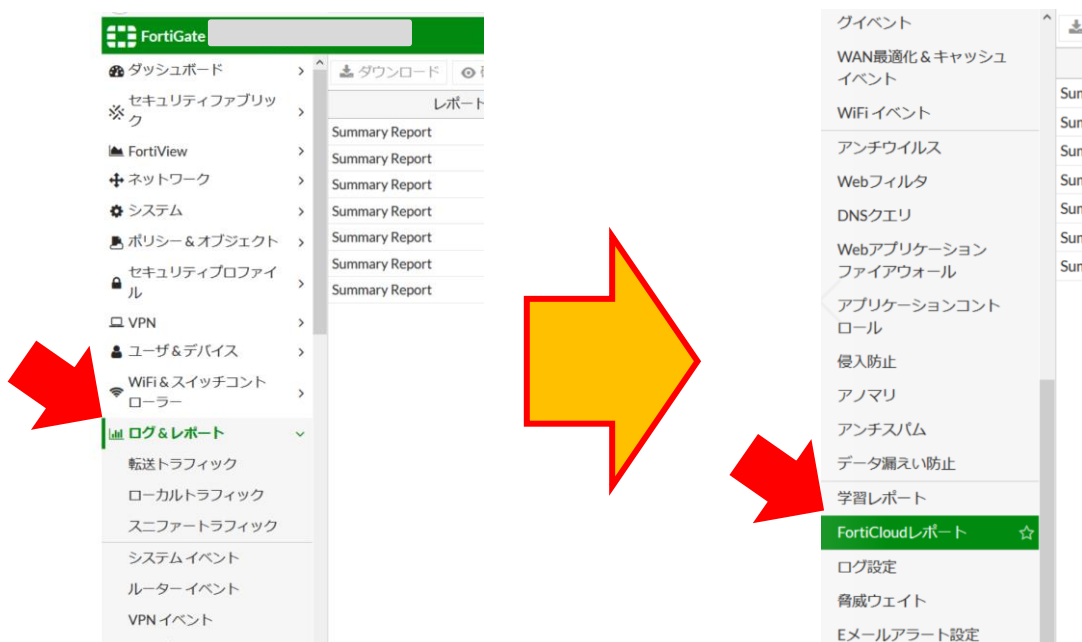 FortiGate
ダッシュボード
セキュリティファブリッ
ク
FortiView
ネットワーク
システム
ポリシー&オブジェクト
セキュリティプロファイ
ル
VPN
ユーザ&デバイス
WiFi&スイッチコント
ローラー
ログ&レポート
転送トラフィック
ローカルトラフィック
スニファートラフィック
システムイベント
ルーターイベント
VPN イベント
ダウンロード
レポート
Summary Report
Summary Report
Summary Report
Summary Report
Summary Report
Summary Report
Summary Report
グイベント
WAN最適化&キャッシュ
イベント
WiFi イベント
アンチウイルス
Webフィルタ
DNSクエリ
Webアプリケーション
ファイアウォール
アプリケーションコント
ロール
侵入防止
アノマリ
アンチスパム
データ漏えい防止
学習レポート
FortiCloudレポート
ログ設定
脅威ウェイト
Eメールアラート設定